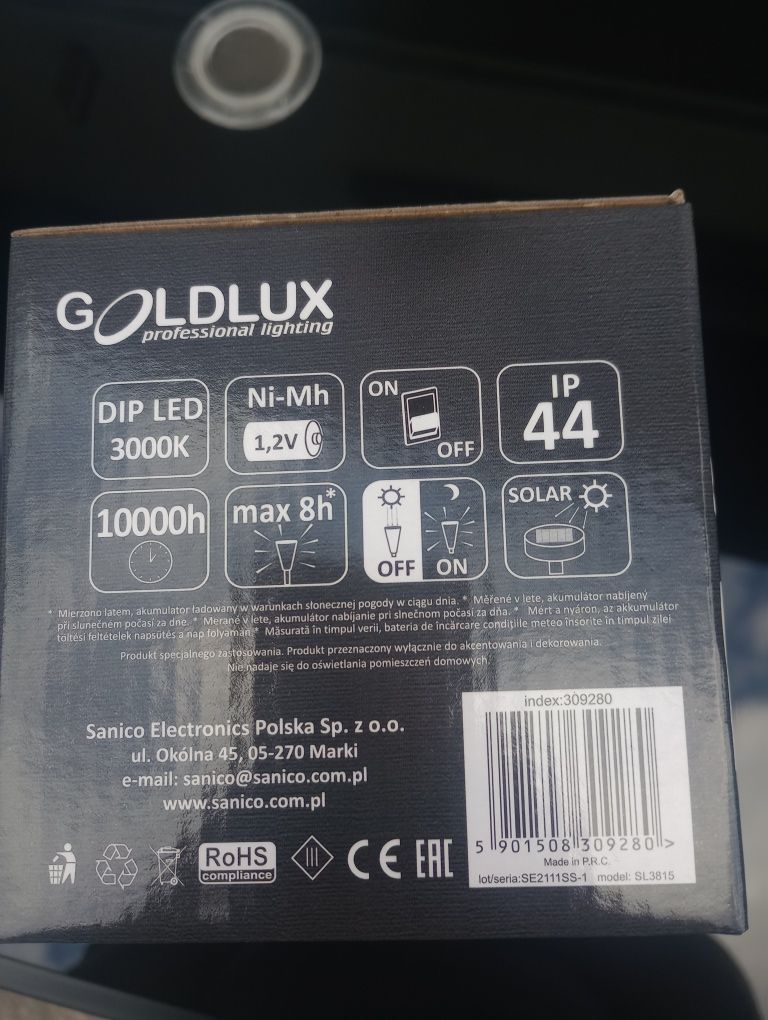 GOLDLUX
professional lighting
DIP LED
3000K
Ni-Mh
1,2V
ON
OFF
IP
44
10000h
max 8h*
OFF
ON
SOLAR
* Mierzono latem, akumulator ładowany w warunkach słonecznej pogody w ciągu dnia. * Měřené v lete, akumulátor nabíjený
při slunečném počasí za dne. * Merané v lete, akumulátor nabíjanie pri slnečnom počasí za dňa. * Mért a nyáron, az akkumulátor
töltési feltételek napsütés a nap folyamán * Măsurată în timpul verii, bateria de încărcare condițiile meteo însorite în timpul zilei
Produkt specjalnego zastosowania. Produkt przeznaczony wyłącznie do akcentowania i dekorowania.
Nie nadaje się do oświetlania pomieszczeń domowych.
Sanico Electronics Polska Sp. z o.o.
ul. Okólna 45, 05-270 Marki
e-mail: sanico@sanico.com.pl
www.sanico.com.pl
RoHS
compliance
III
CE
EAC
index:309280
5 901508 309280 >
Made in P.R.C.
lot/seria:SE2111SS-1 model: SL3815